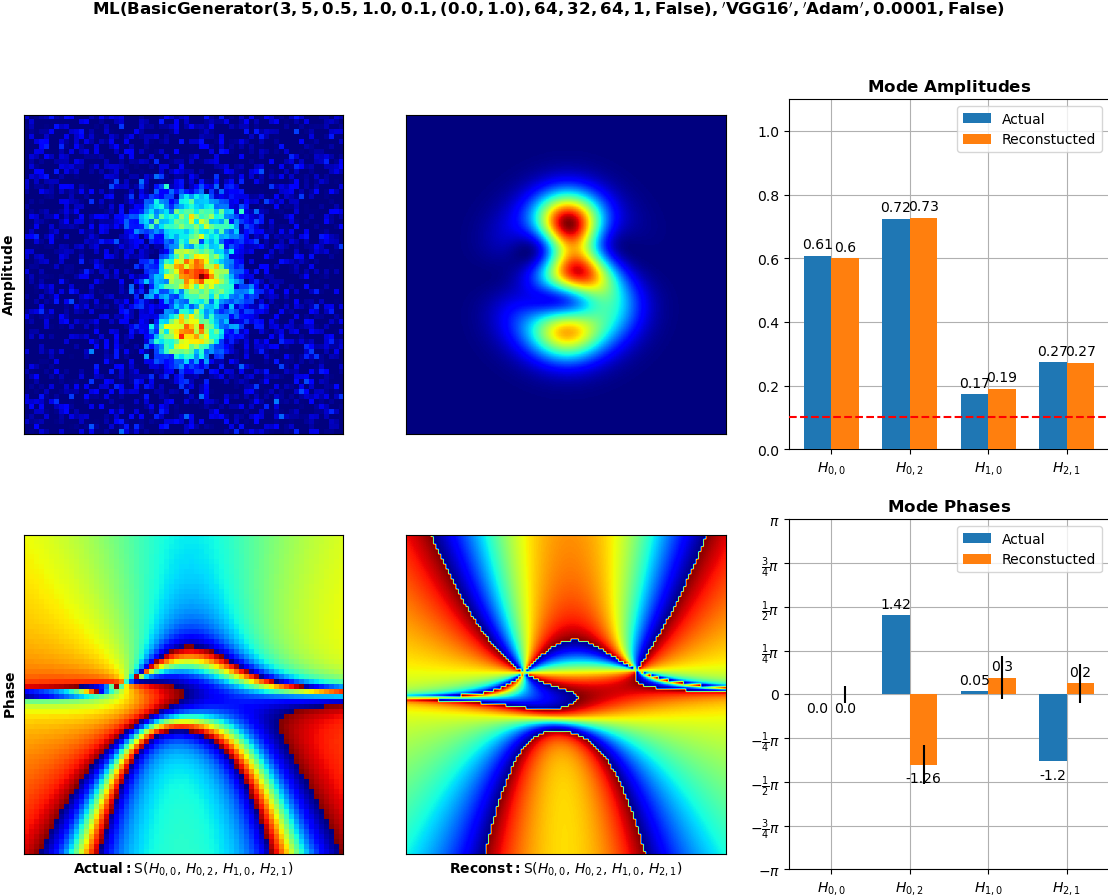 ML(BasicGenerator(3, 5, 0.5, 1.0, 0.1, (0.0, 1.0), 64, 32, 64, 1, False), ′VGG16′, ′Adam′, 0.0001, False)
Amplitude
Mode Amplitudes
Actual
Reconstucted
1.0
0.8
0.6
0.4
0.2
0.0
0.61
0.6
0.72
0.73
0.17
0.19
0.27
0.27
H0,0
H0,2
H1,0
H2,1
Phase
Actual: S(H0,0, H0,2, H1,0, H2,1)
Reconst: S(H0,0, H0,2, H1,0, H2,1)
Mode Phases
Actual
Reconstucted
π
3/4π
1/2π
1/4π
0
−1/4π
−1/2π
−3/4π
−π
0.0
0.0
1.42
-1.26
0.05
0.3
-1.2
0.2
H0,0
H0,2
H1,0
H2,1